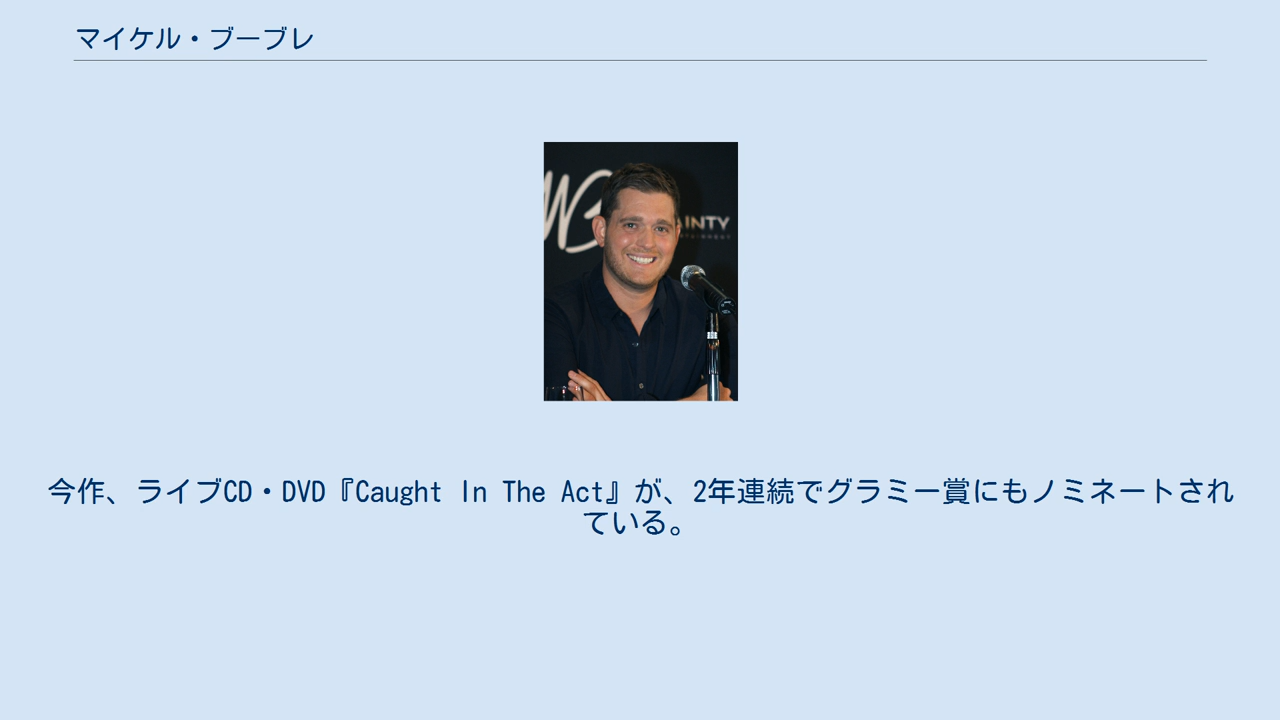 マイケル・ブーブレ
AINTY
今作、ライブCD・DVD『Caught In The Act』が、2年連続でグラミー賞にもノミネートされ
ている。